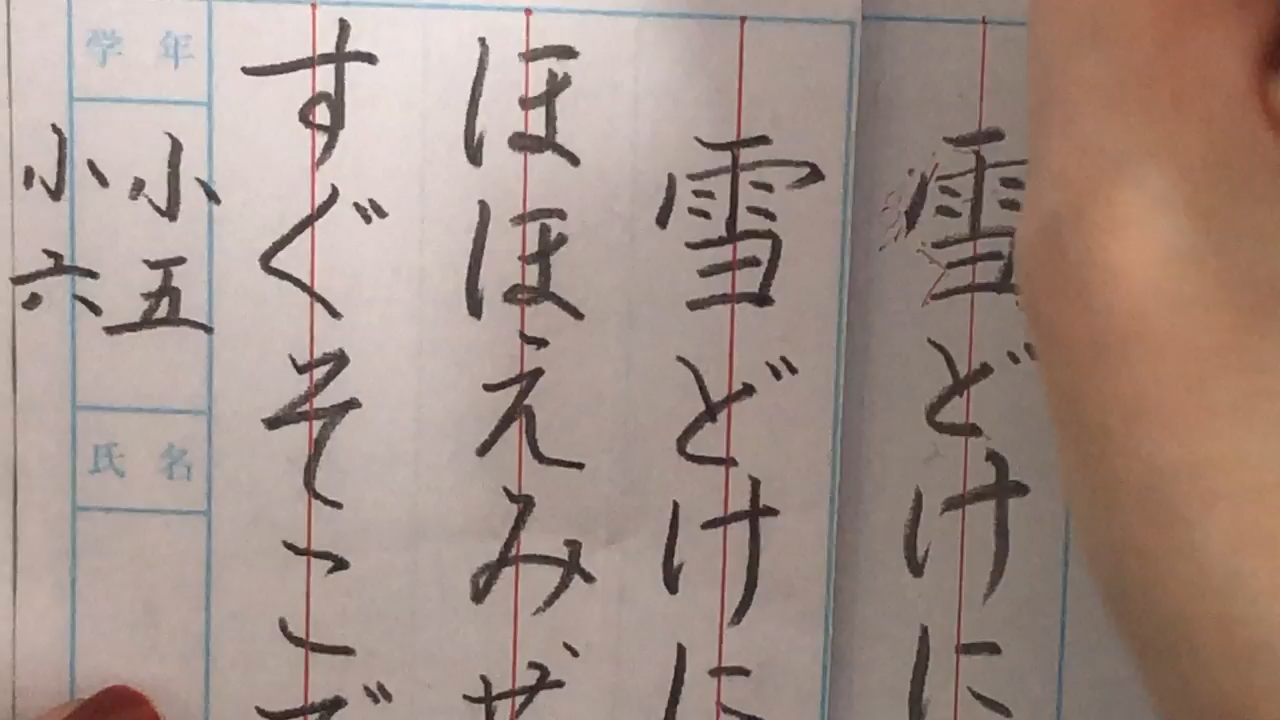 雪どけに
雪どけに
ほほえみ
すぐそこ
学年
小五
氏名
小六